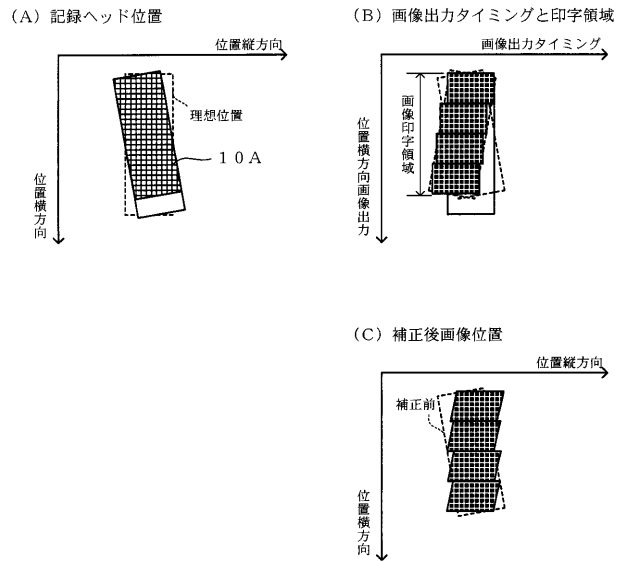 (A) 記録ヘッド位置
位置縦方向
理想位置
10A
位置横方向
(B) 画像出力タイミングと印字領域
画像出力タイミング
画像印字領域
位置横方向画像出力
(C) 補正後画像位置
位置縦方向
補正前
位置横方向